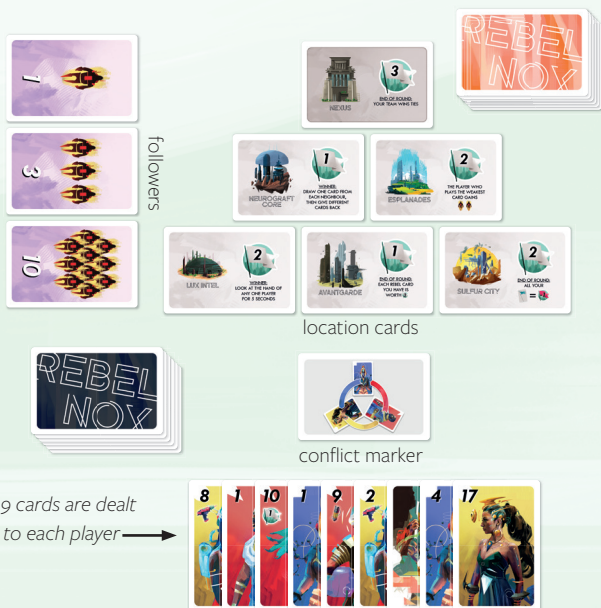 REBEL
NOX
1
3
10
followers
3
NEXUS
END OF ROUND:
YOUR TEAM WINS TIES
1
NEUROGRAFT
CORE
WINNER:
DRAW ONE CARD FROM
EACH NEIGHBOUR,
THEN GIVE DIFFERENT
CARDS BACK
2
ESPLANADES
THE PLAYER WHO
PLAYS THE WEAKEST
CARD GAINS
2
LUX INTEL
WINNER:
LOOK AT THE HAND OF
ANY ONE PLAYER
FOR 5 SECONDS
1
AVANTGARDE
END OF ROUND:
EACH REBEL CARD
YOU HAVE IS
WORTH
2
SULFUR CITY
END OF ROUND:
ALL YOUR
=
location cards
REBEL
NOX
conflict marker
9 cards are dealt
to each player
8 1 10 1 9 2 4 17